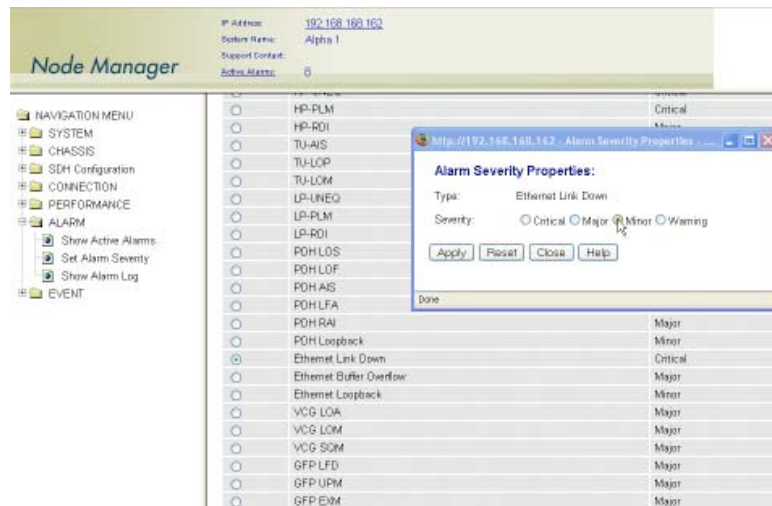 Node Manager
IP Address: 192.168.168.162
System Name: Alpha 1
Support Contact:
Active Alarms: 8
NAVIGATION MENU
SYSTEM
CHASSIS
SDH Configuration
CONNECTION
PERFORMANCE
ALARM
Show Active Alarms
Set Alarm Severity
Show Alarm Log
EVENT
HP-PLM Critical
HP-RDI
TU-AIS
TU-LOP
TU-LOM
LP-UNEQ
LP-PLM
LP-RDI
PDH LOS
PDH LOF
PDH AIS
PDH LFA
PDH RAI Major
PDH Loopback Minor
Ethernet Link Down Critical
Ethernet Buffer Overflow Major
Ethernet Loopback Minor
VCG LOA Major
VCG LOM Major
VCG SQM Major
GFP LFD Major
GFP UPM Major
GFP EXM Major
http://192.168.168.162 - Alarm Severity Properties - ...
Alarm Severity Properties:
Type: Ethernet Link Down
Severity: Critical Major Minor Warning
Apply Reset Close Help
Done